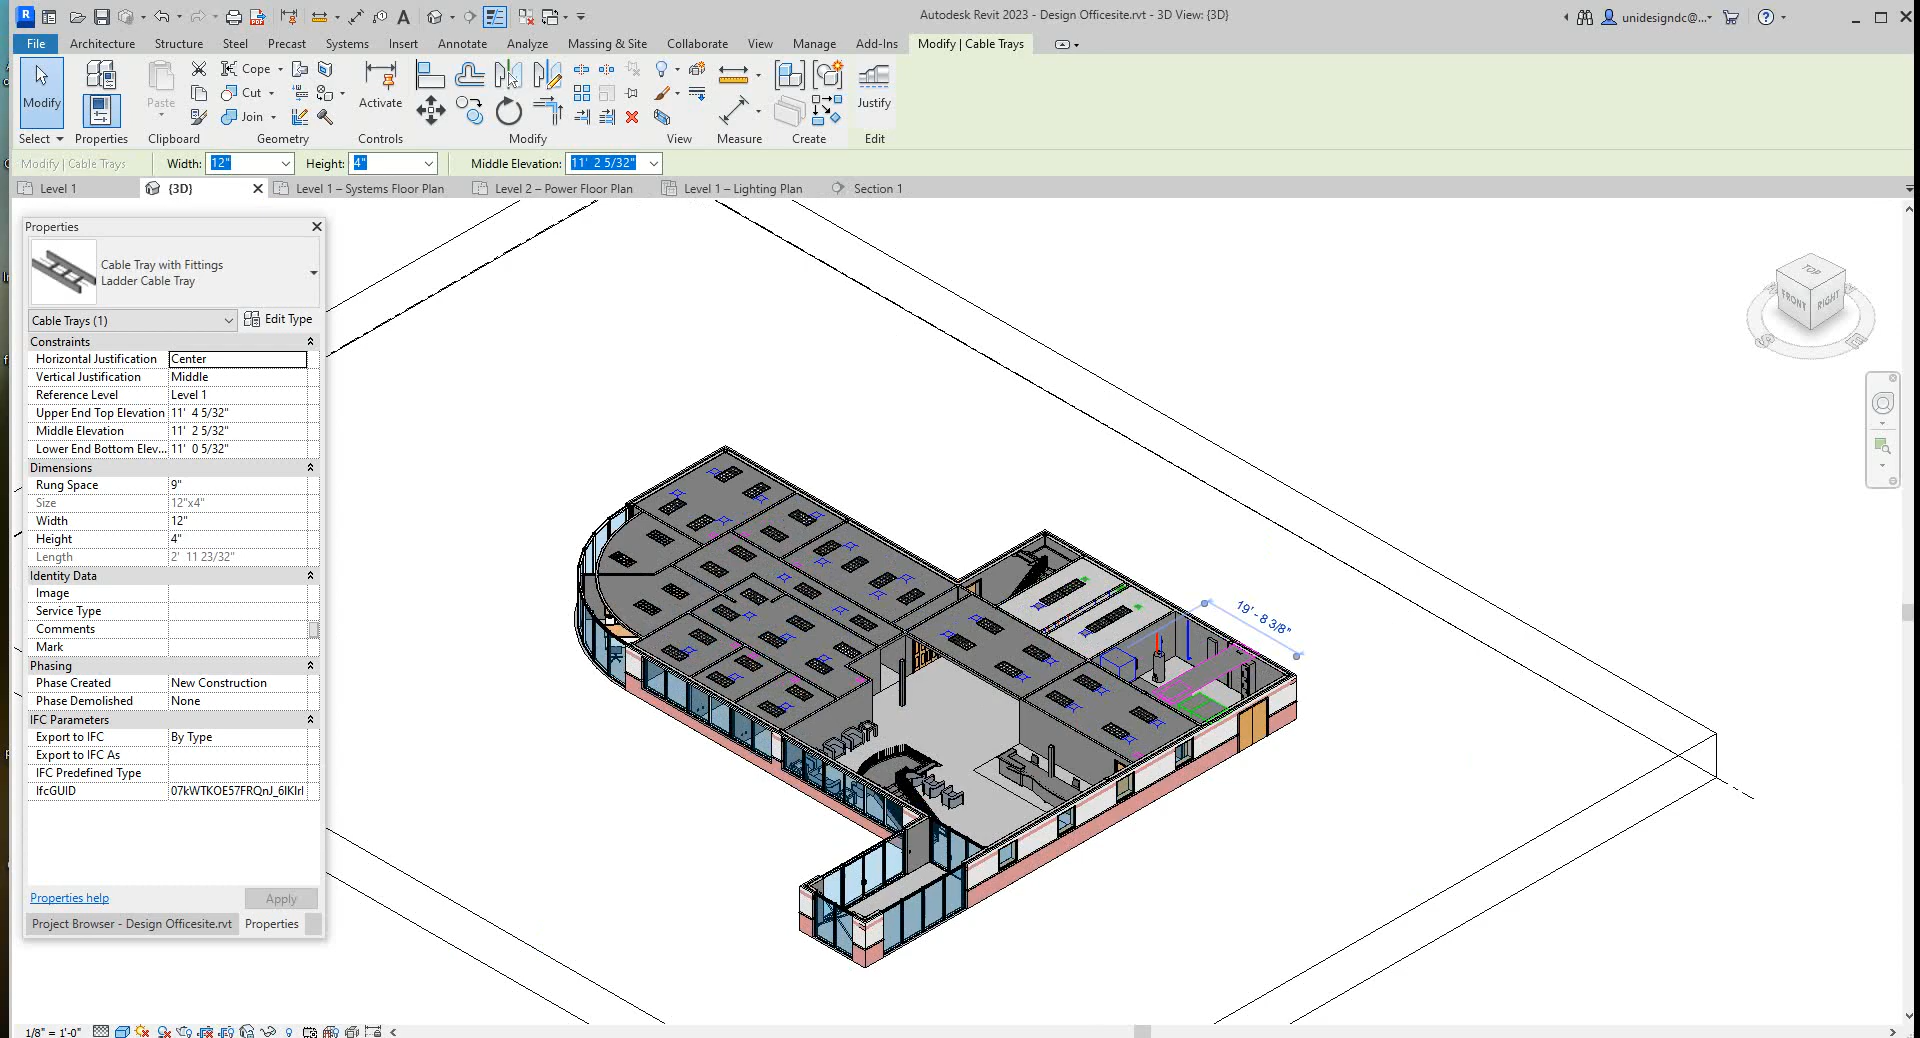 Autodesk Revit 2023 - Design Officesite.rvt - 3D View: {3D}
unidesigndc@...
File Architecture Structure Steel Precast Systems Insert Annotate Analyze Massing & Site Collaborate View Manage Add-Ins Modify | Cable Trays
Modify
Paste
Cope
Cut
Join
Activate
Justify
Select Properties Clipboard Geometry Controls Modify View Measure Create Edit
Modify | Cable Trays Width: 12" Height: 4" Middle Elevation: 11' 2 5/32"
Level 1 {3D} Level 1 – Systems Floor Plan Level 2 – Power Floor Plan Level 1 – Lighting Plan Section 1
Properties
Cable Tray with Fittings
Ladder Cable Tray
Cable Trays (1) Edit Type
Constraints
Horizontal Justification Center
Vertical Justification Middle
Reference Level Level 1
Upper End Top Elevation 11' 4 5/32"
Middle Elevation 11' 2 5/32"
Lower End Bottom Elev... 11' 0 5/32"
Dimensions
Rung Space 9"
Size 12"x4"
Width 12"
Height 4"
Length 2' 11 23/32"
Identity Data
Image
Service Type
Comments
Mark
Phasing
Phase Created New Construction
Phase Demolished None
IFC Parameters
Export to IFC By Type
Export to IFC As
IFC Predefined Type
IfcGUID 07kWTKOE57FRQnJ_6lKIrl
Properties help Apply
Project Browser - Design Officesite.rvt Properties
TOP
FRONT RIGHT
19' - 8 3/8"
1/8" = 1'-0"